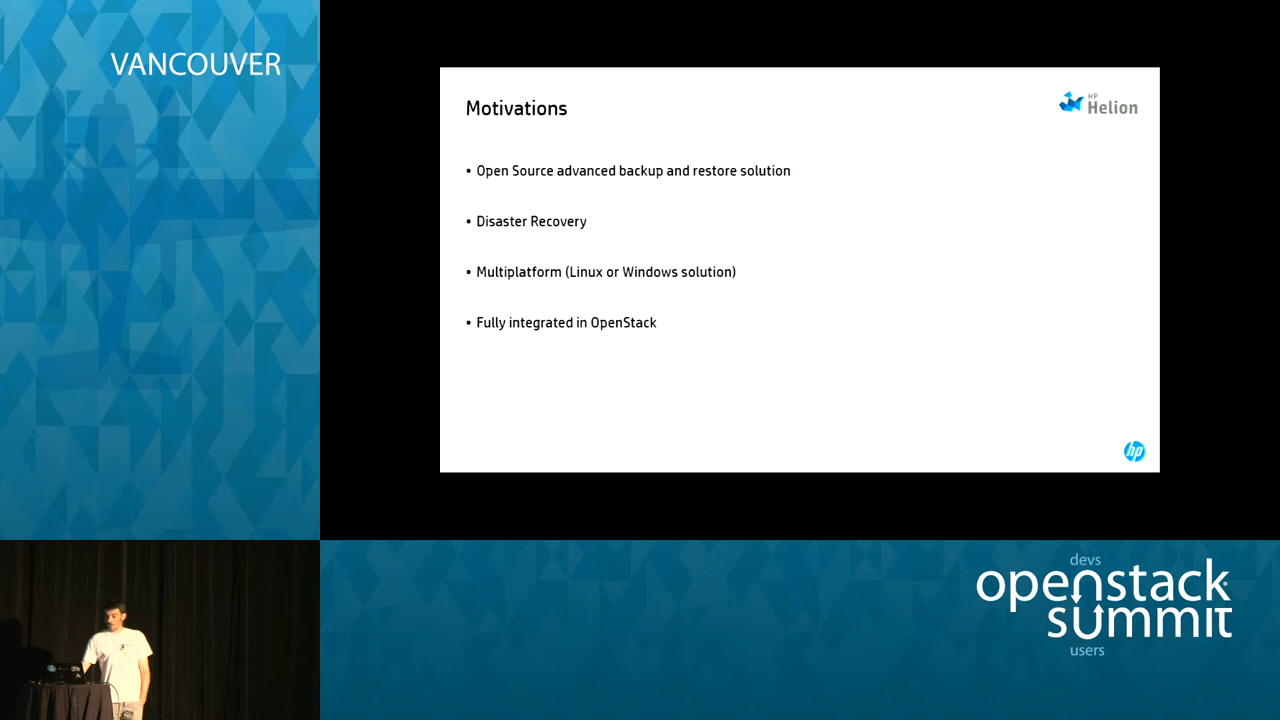 VANCOUVER
Motivations
HP
Helion
• Open Source advanced backup and restore solution
• Disaster Recovery
• Multiplatform (Linux or Windows solution)
• Fully integrated in OpenStack
hp
devs
openstack
summit
users